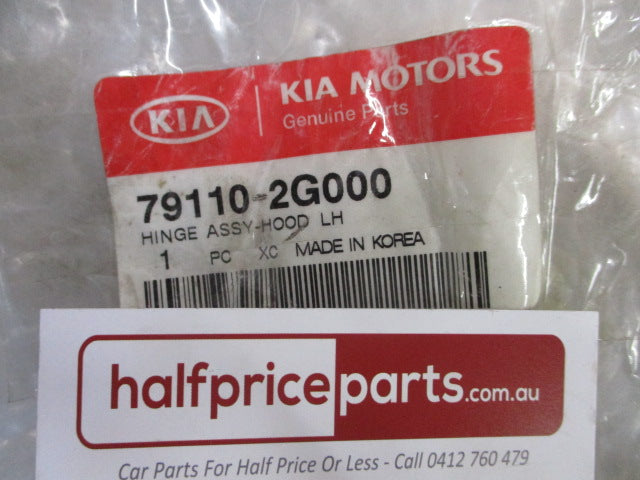 KIA
KIA MOTORS
Genuine Parts
79110-2G000
HINGE ASSY-HOOD LH
1 PC XC MADE IN KOREA
halfpriceparts.com.au
Car Parts For Half Price Or Less - Call 0412 760 479